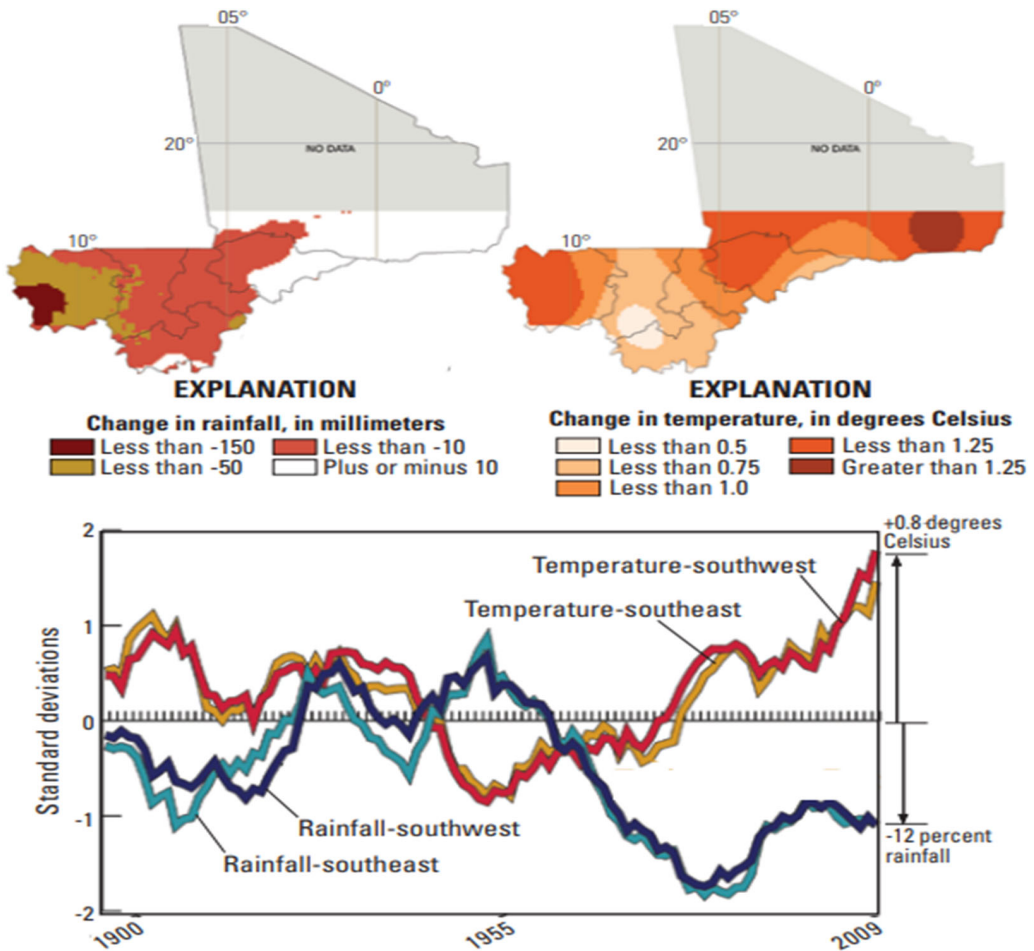 05° 05°
0° 0°
20° NO DATA 20° NO DATA
10° 10°
EXPLANATION
Change in rainfall, in millimeters
Less than -150 Less than -10
Less than -50 Plus or minus 10
EXPLANATION
Change in temperature, in degrees Celsius
Less than 0.5 Less than 1.25
Less than 0.75 Greater than 1.25
Less than 1.0
Standard deviations
2
1
0
-1
-2
Temperature-southwest
Temperature-southeast
Rainfall-southwest
Rainfall-southeast
+0.8 degrees
Celsius
-12 percent
rainfall
1900 1955 2009